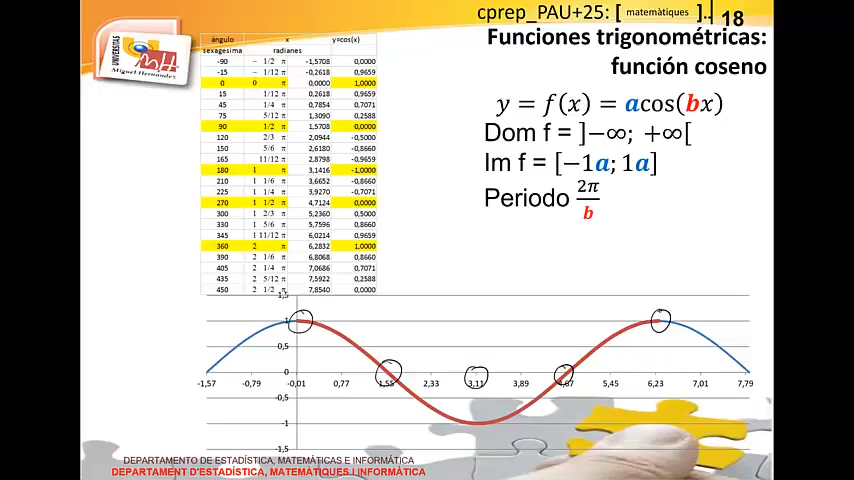 cprep_PAU+25: [ matemàtiques ].. 18
Funciones trigonométricas:
función coseno
UNIVERSITAS
Miguel Hernández
y = f(x) = acos(bx)
Dom f = ]−∞; +∞[
Im f = [−1a; 1a]
Periodo 2π/b
ángulo x y=cos(x)
sexagesima radianes
-90 − 1/2 π -1,5708 0,0000
-15 − 1/12 π -0,2618 0,9659
0 0 π 0,0000 1,0000
15 1/12 π 0,2618 0,9659
45 1/4 π 0,7854 0,7071
75 5/12 π 1,3090 0,2588
90 1/2 π 1,5708 0,0000
120 2/3 π 2,0944 -0,5000
150 5/6 π 2,6180 -0,8660
165 11/12 π 2,8798 -0,9659
180 1 π 3,1416 -1,0000
210 1 1/6 π 3,6652 -0,8660
225 1 1/4 π 3,9270 -0,7071
270 1 1/2 π 4,7124 0,0000
300 1 2/3 π 5,2360 0,5000
330 1 5/6 π 5,7596 0,8660
345 1 11/12 π 6,0214 0,9659
360 2 π 6,2832 1,0000
390 2 1/6 π 6,8068 0,8660
405 2 1/4 π 7,0686 0,7071
435 2 5/12 π 7,5922 0,2588
450 2 1/2 π 7,8540 0,0000
1,5
1
0,5
0
-1,57 -0,79 -0,01 0,77 1,55 2,33 3,11 3,89 4,67 5,45 6,23 7,01 7,79
-0,5
-1
-1,5
DEPARTAMENTO DE ESTADÍSTICA, MATEMÁTICAS E INFORMÁTICA
DEPARTAMENT D'ESTADÍSTICA, MATEMÀTIQUES I INFORMÀTICA